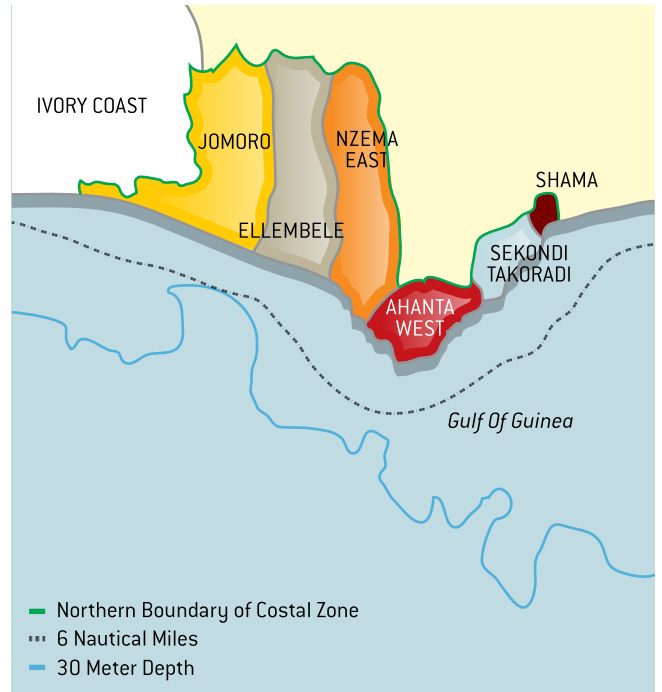 IVORY COAST
JOMORO
NZEMA
EAST
SHAMA
ELLEMBELE
SEKONDI
TAKORADI
AHANTA
WEST
Gulf Of Guinea
Northern Boundary of Costal Zone
6 Nautical Miles
30 Meter Depth